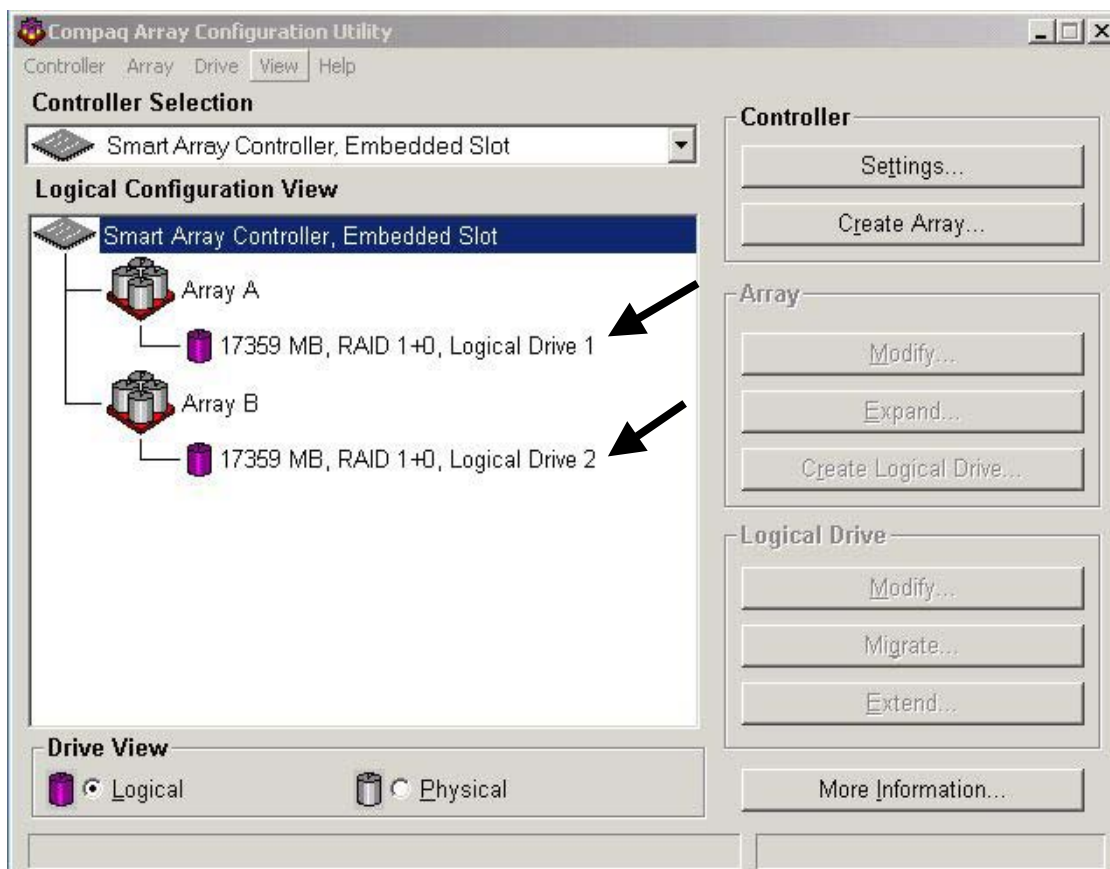 Compaq Array Configuration Utility
Controller Array Drive View Help
Controller Selection
Smart Array Controller, Embedded Slot
Logical Configuration View
Smart Array Controller, Embedded Slot
Array A
17359 MB, RAID 1+0, Logical Drive 1
Array B
17359 MB, RAID 1+0, Logical Drive 2
Drive View
Logical
Physical
Controller
Settings...
Create Array...
Array
Modify...
Expand...
Create Logical Drive...
Logical Drive
Modify...
Migrate...
Extend...
More Information...